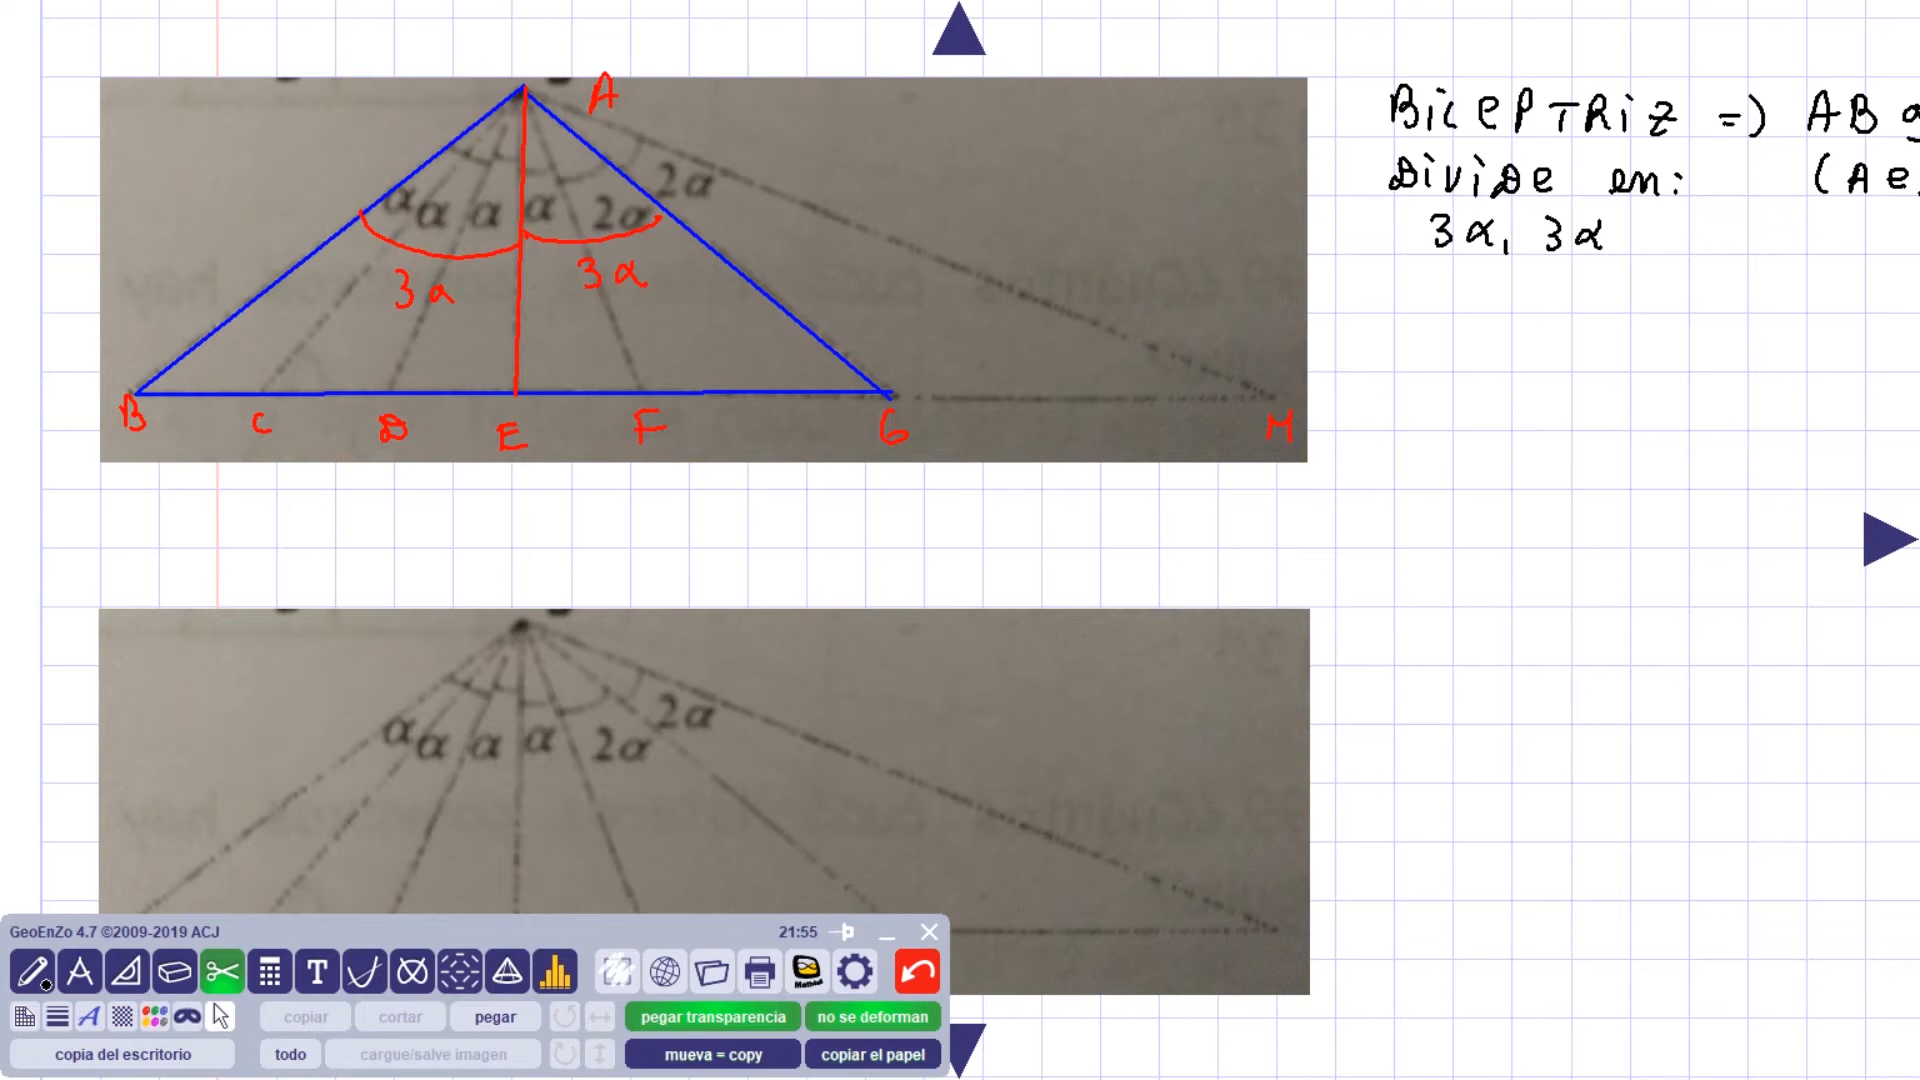 A
BiCePTRiZ => AB
DiViDe en: (Ae
3α, 3α
α α α α 2α 2α
3α 3α
B C D E F G H
α α α α 2α 2α
GeoEnZo 4.7 ©2009-2019 ACJ 21:55
T
copiar cortar pegar pegar transparencia no se deforman
copia del escritorio todo cargue/salve imagen mueva = copy copiar el papel